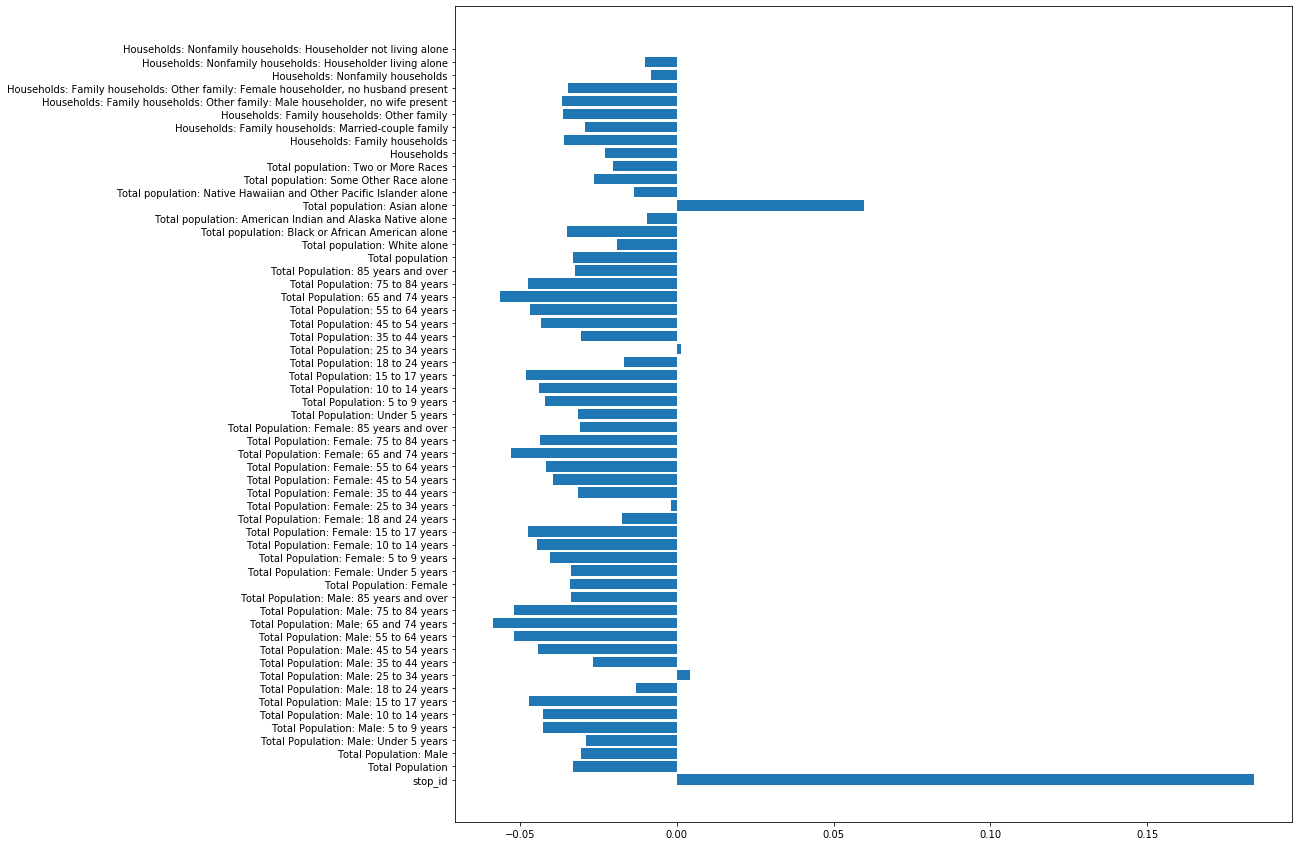 Households: Nonfamily households: Householder not living alone
Households: Nonfamily households: Householder living alone
Households: Nonfamily households
Households: Family households: Other family: Female householder, no husband present
Households: Family households: Other family: Male householder, no wife present
Households: Family households: Other family
Households: Family households: Married-couple family
Households: Family households
Households
Total population: Two or More Races
Total population: Some Other Race alone
Total population: Native Hawaiian and Other Pacific Islander alone
Total population: Asian alone
Total population: American Indian and Alaska Native alone
Total population: Black or African American alone
Total population: White alone
Total population
Total Population: 85 years and over
Total Population: 75 to 84 years
Total Population: 65 and 74 years
Total Population: 55 to 64 years
Total Population: 45 to 54 years
Total Population: 35 to 44 years
Total Population: 25 to 34 years
Total Population: 18 to 24 years
Total Population: 15 to 17 years
Total Population: 10 to 14 years
Total Population: 5 to 9 years
Total Population: Under 5 years
Total Population: Female: 85 years and over
Total Population: Female: 75 to 84 years
Total Population: Female: 65 and 74 years
Total Population: Female: 55 to 64 years
Total Population: Female: 45 to 54 years
Total Population: Female: 35 to 44 years
Total Population: Female: 25 to 34 years
Total Population: Female: 18 and 24 years
Total Population: Female: 15 to 17 years
Total Population: Female: 10 to 14 years
Total Population: Female: 5 to 9 years
Total Population: Female: Under 5 years
Total Population: Female
Total Population: Male: 85 years and over
Total Population: Male: 75 to 84 years
Total Population: Male: 65 and 74 years
Total Population: Male: 55 to 64 years
Total Population: Male: 45 to 54 years
Total Population: Male: 35 to 44 years
Total Population: Male: 25 to 34 years
Total Population: Male: 18 to 24 years
Total Population: Male: 15 to 17 years
Total Population: Male: 10 to 14 years
Total Population: Male: 5 to 9 years
Total Population: Male: Under 5 years
Total Population: Male
Total Population
stop_id
−0.05 0.00 0.05 0.10 0.15